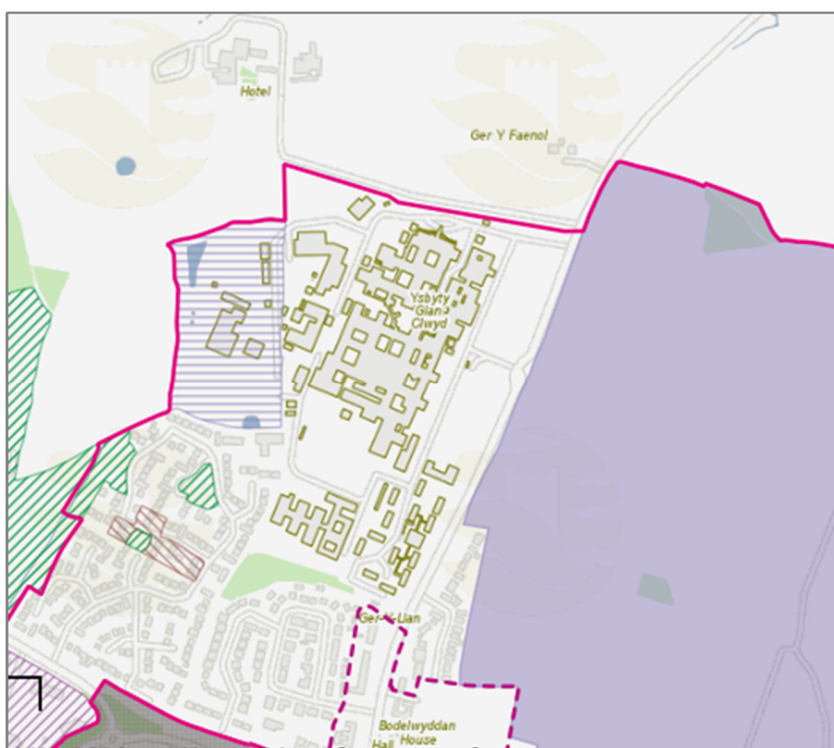 Hotel
Ger Y Faenol
Ysbyty
Glan
Clwyd
Ger-Y-Llan
Bodelwyddan
House
Hall